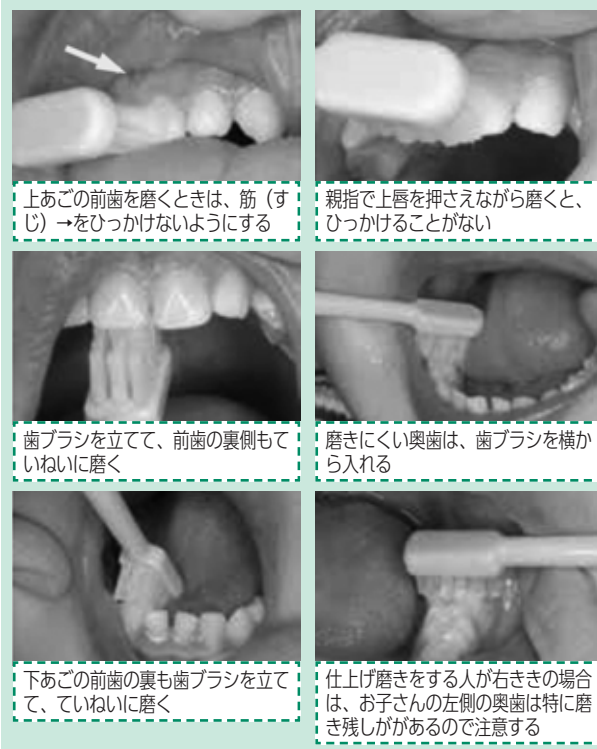 上あごの前歯を磨くときは、筋（す
じ）→をひっかけないようにする
親指で上唇を押さえながら磨くと、
ひっかけることがない
歯ブラシを立てて、前歯の裏側もて
いねいに磨く
磨きにくい奥歯は、歯ブラシを横か
ら入れる
下あごの前歯の裏も歯ブラシを立て
て、ていねいに磨く
仕上げ磨きをする人が右ききの場合
は、お子さんの左側の奥歯は特に磨
き残しががあるので注意する